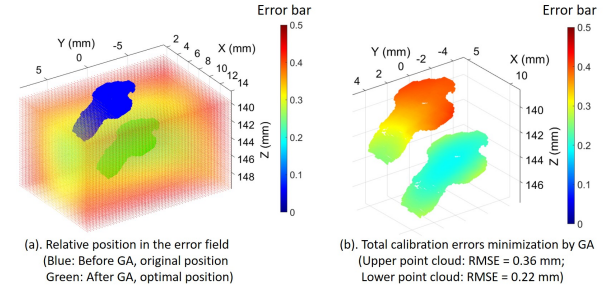 Error bar
Error bar
Y (mm)
X (mm)
5
0
-5
2
4
6
8
10
12
14
140
142
144
146
148
Z (mm)
0.5
0.4
0.3
0.2
0.1
0
Y (mm)
X (mm)
4
2
0
-2
-4
5
10
140
142
144
146
Z (mm)
0.5
0.4
0.3
0.2
0.1
0
(a). Relative position in the error field
(Blue: Before GA, original position
Green: After GA, optimal position)
(b). Total calibration errors minimization by GA
(Upper point cloud: RMSE = 0.36 mm;
Lower point cloud: RMSE = 0.22 mm)